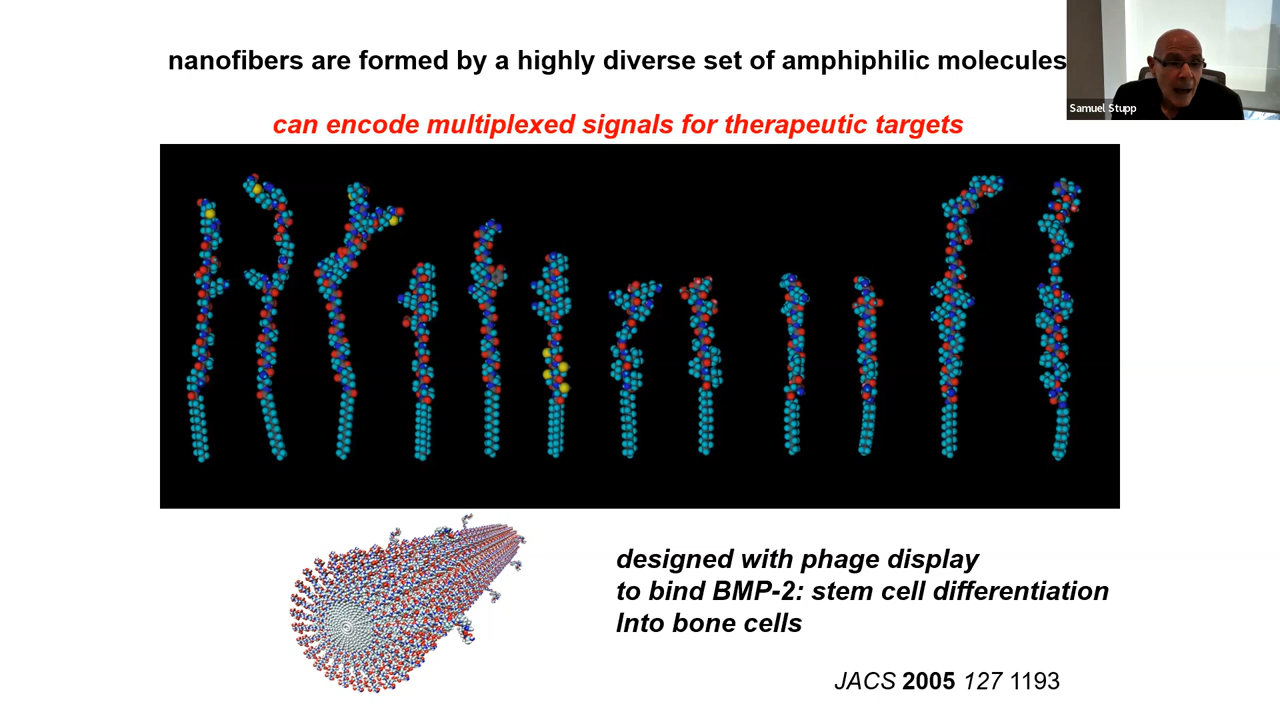 nanofibers are formed by a highly diverse set of amphiphilic molecules
Samuel Stupp
can encode multiplexed signals for therapeutic targets
designed with phage display
to bind BMP-2: stem cell differentiation
Into bone cells
JACS 2005 127 1193